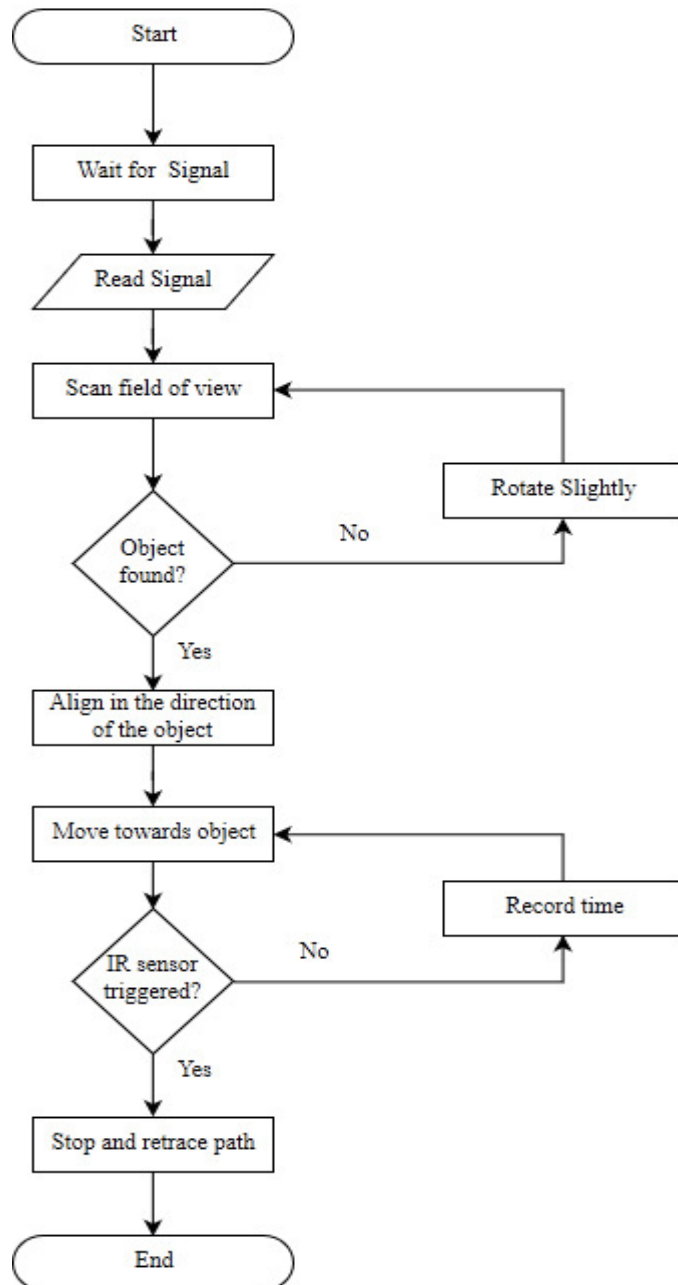 Start
Wait for  Signal
Read Signal
Scan field of view
Rotate Slightly
No
Object
found?
Yes
Align in the direction
of the object
Move towards object
Record time
No
IR sensor
triggered?
Yes
Stop and retrace path
End